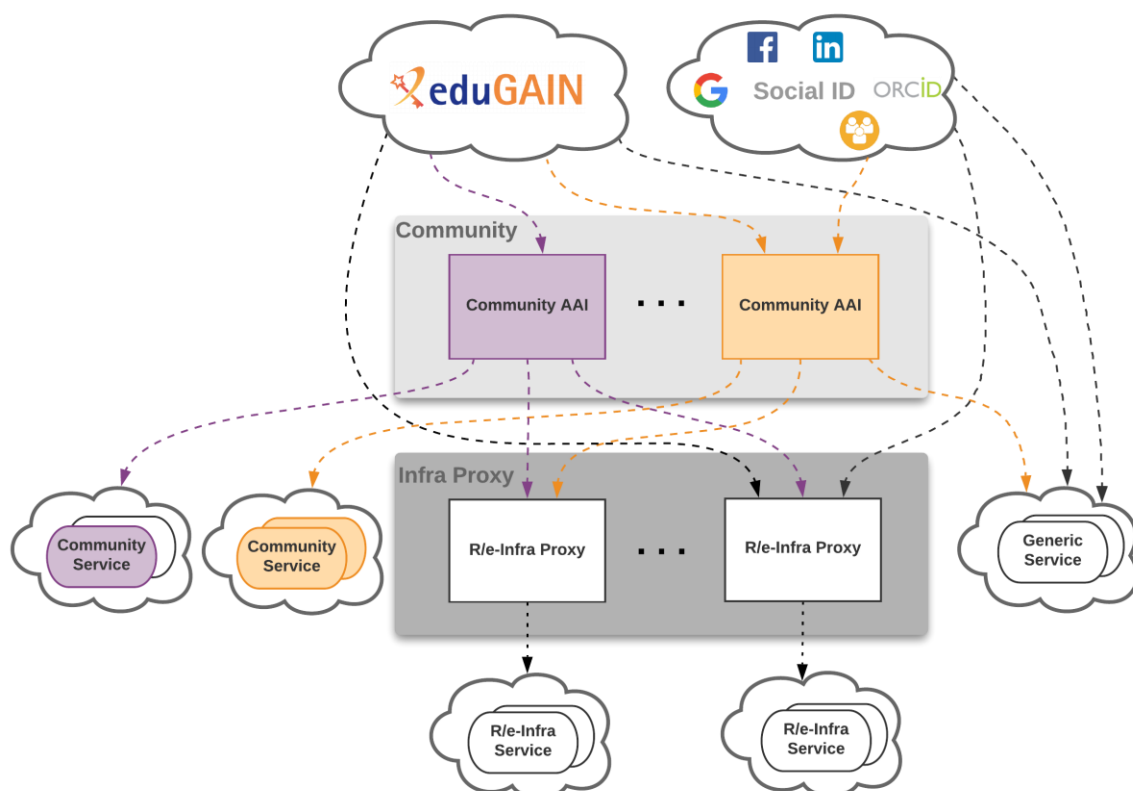 eduGAIN
f
in
G
Social ID
ORCiD
Community
Community AAI
...
Community AAI
Infra Proxy
R/e-Infra Proxy
...
R/e-Infra Proxy
Community
Service
Community
Service
Generic
Service
R/e-Infra
Service
R/e-Infra
Service